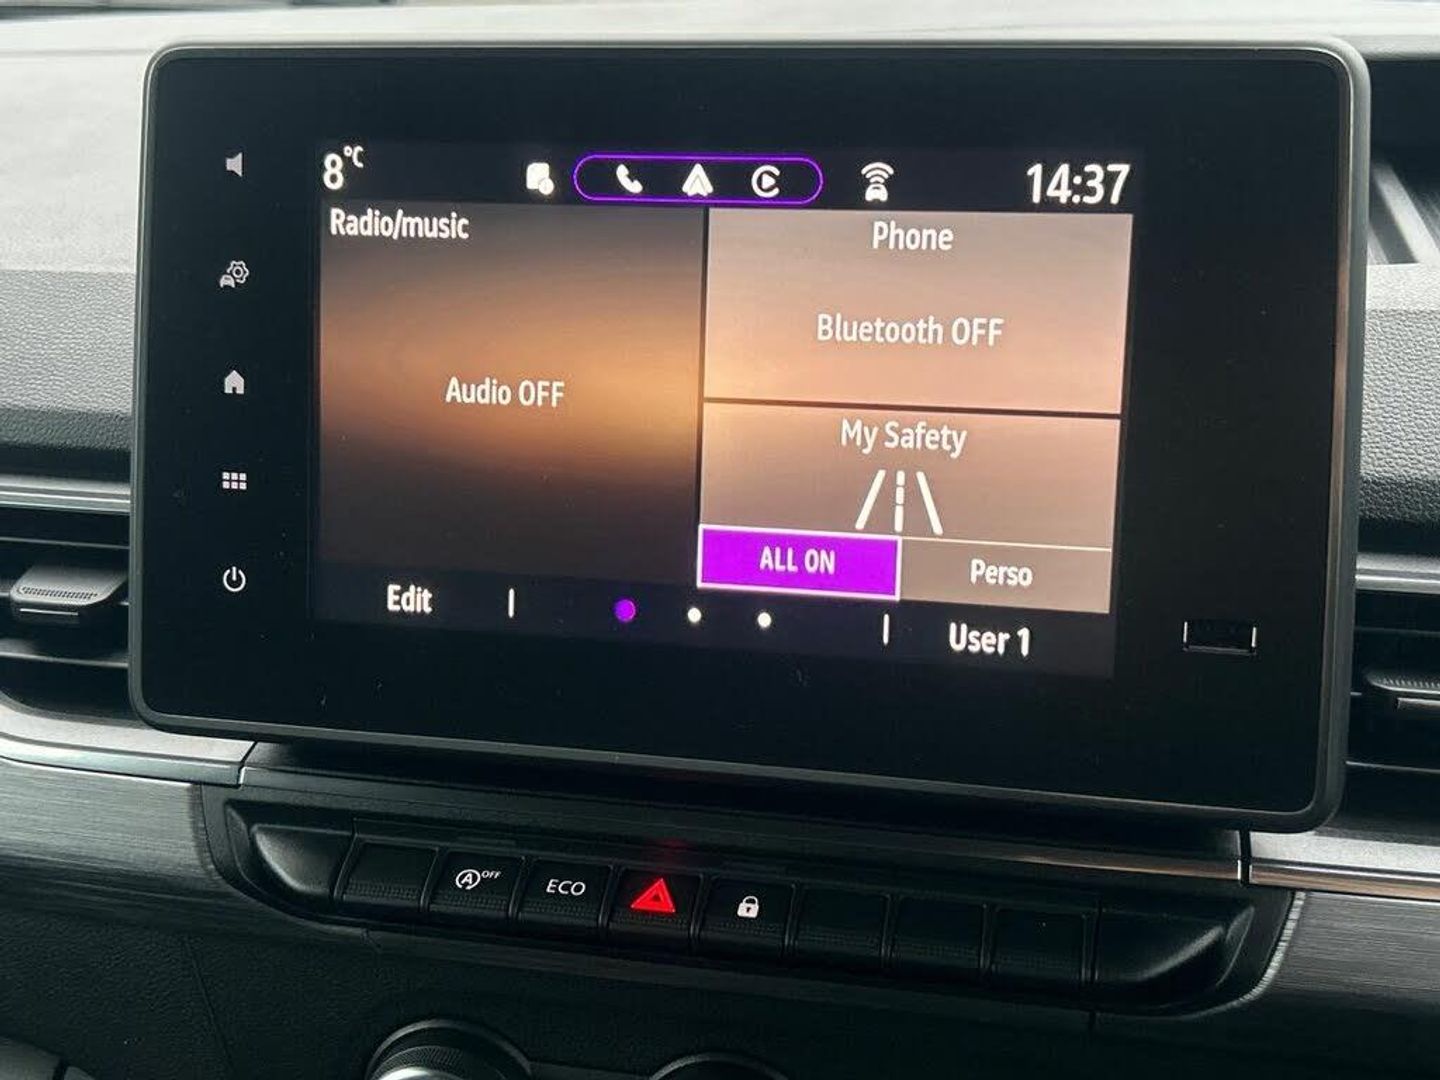 8°C
14:37
Radio/music
Audio OFF
Phone
Bluetooth OFF
My Safety
ALL ON
Perso
Edit
User 1
A OFF
ECO